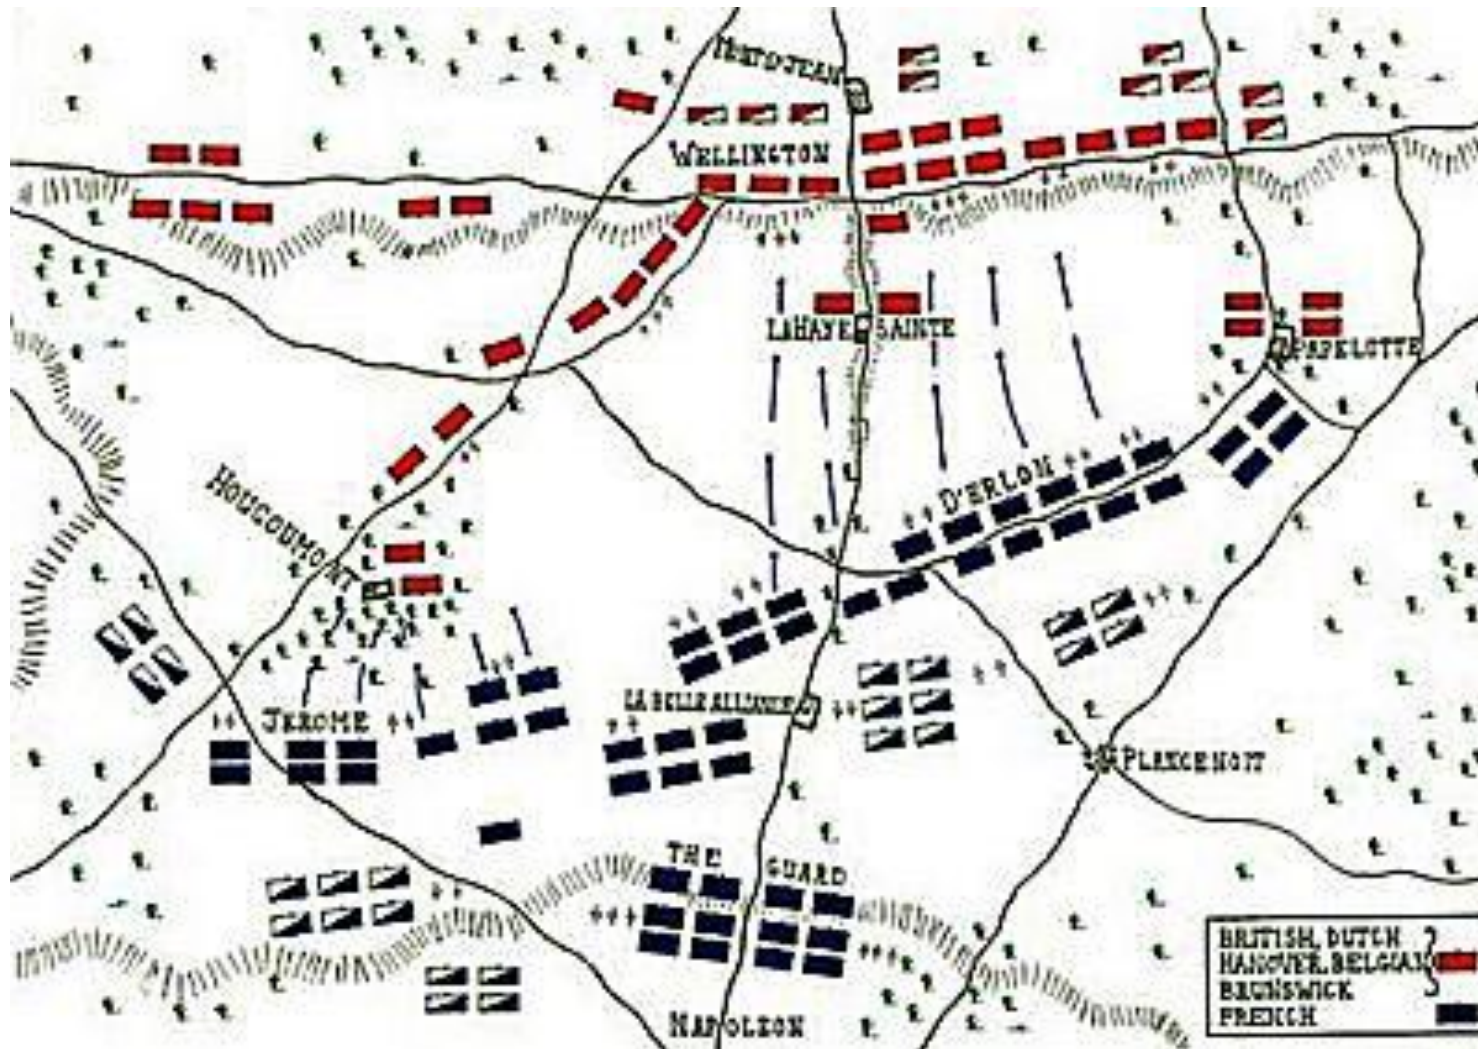 MONT ST JEAN
WELLINGTON
LA HAYE SAINTE
PAPELOTTE
HOUGOUMONT
D'ERLON
JEROME
LA BELLE ALLIANCE
PLANCENOIT
THE GUARD
NAPOLEON
BRITISH, DUTCH
HANOVER, BELGIAN
BRUNSWICK
FRENCH